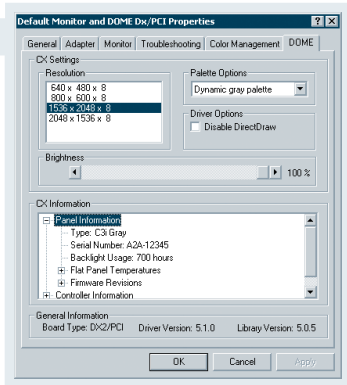 Default Monitor and DOME Dx/PCI Properties
General Adapter Monitor Troubleshooting Color Management DOME
CX Settings
Resolution
640 x 480 x 8
800 x 600 x 8
1536 x 2048 x 8
2048 x 1536 x 8
Palette Options
Dynamic gray palette
Driver Options
Disable DirectDraw
Brightness
100 %
CX Information
Panel Information
Type: C3i Gray
Serial Number: A2A-12345
Backlight Usage: 700 hours
Flat Panel Temperatures
Firmware Revisions
Controller Information
General Information
Board Type: DX2/PCI Driver Version: 5.1.0 Library Version: 5.0.5
OK Cancel Apply